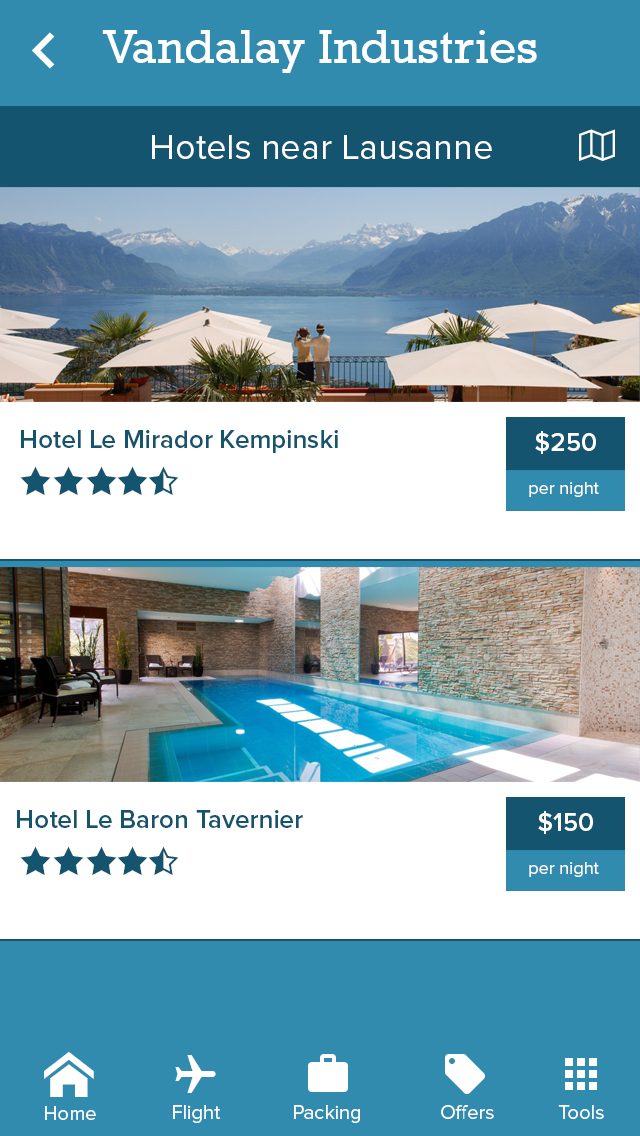 Vandalay Industries
Hotels near Lausanne
Hotel Le Mirador Kempinski
$250
per night
Hotel Le Baron Tavernier
$150
per night
Home Flight Packing Offers Tools